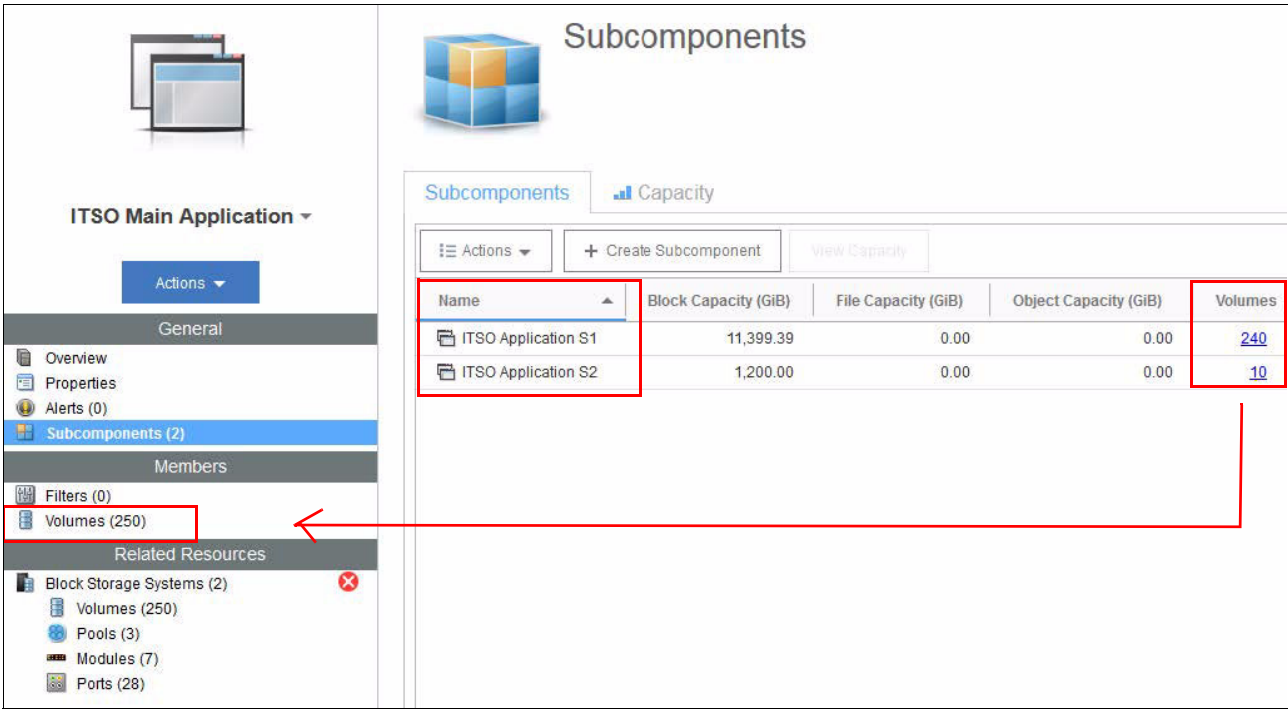 Subcomponents
ITSO Main Application
Actions
General
Overview
Properties
Alerts (0)
Subcomponents (2)
Members
Filters (0)
Volumes (250)
Related Resources
Block Storage Systems (2)
Volumes (250)
Pools (3)
Modules (7)
Ports (28)
Subcomponents Capacity
Actions + Create Subcomponent View Capacity
Name Block Capacity (GiB) File Capacity (GiB) Object Capacity (GiB) Volumes
ITSO Application S1 11,399.39 0.00 0.00 240
ITSO Application S2 1,200.00 0.00 0.00 10